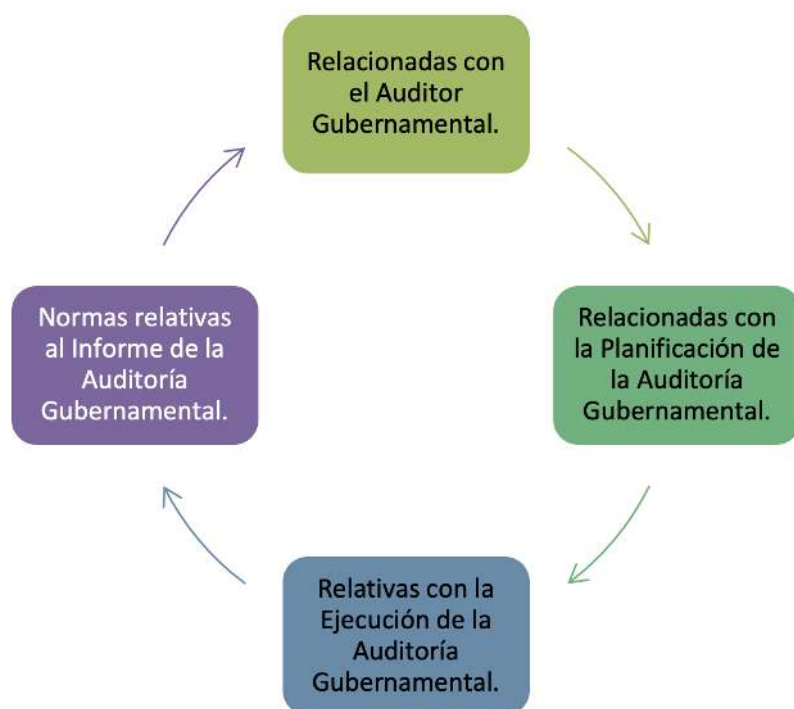 Relacionadas con
el Auditor
Gubernamental.
Relacionadas con
la Planificación de
la Auditoría
Gubernamental.
Relativas con la
Ejecución de la
Auditoría
Gubernamental.
Normas relativas
al Informe de la
Auditoría
Gubernamental.